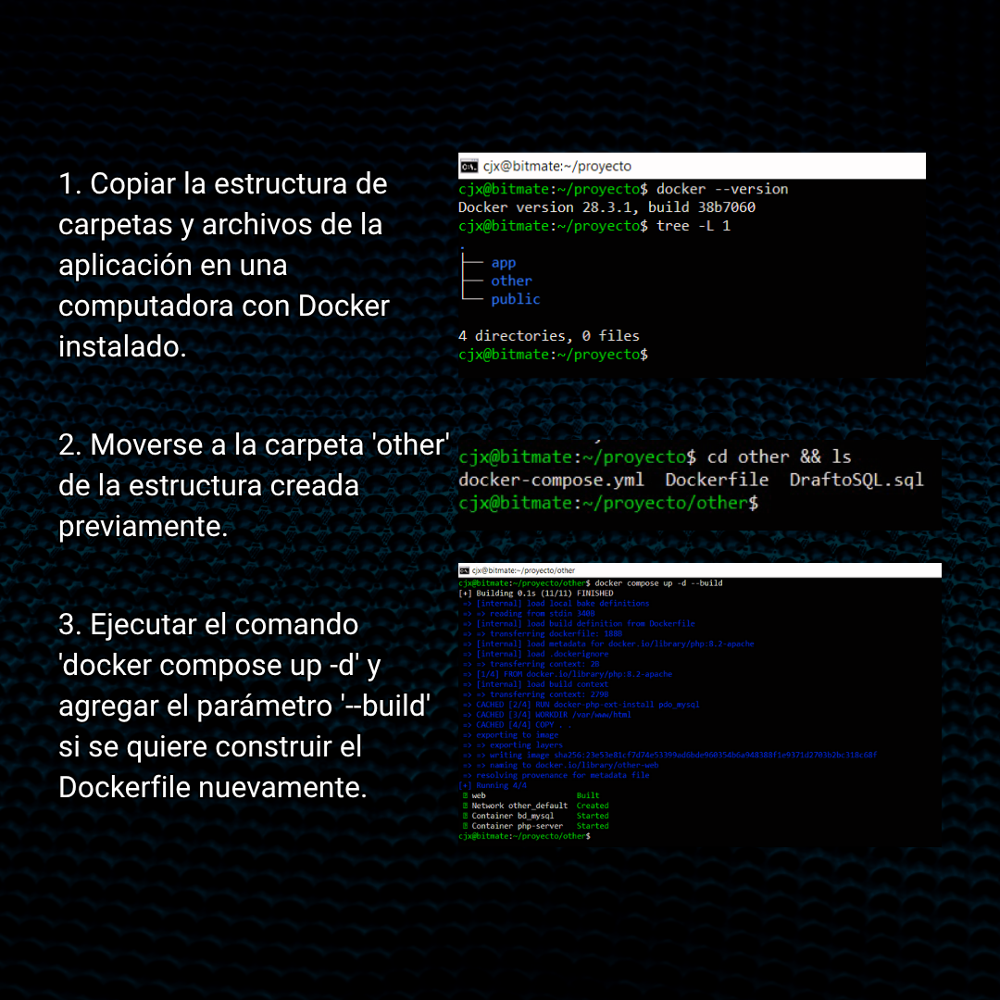 1. Copiar la estructura de
carpetas y archivos de la
aplicación en una
computadora con Docker
instalado.
cjx@bitmate:~/proyecto
cjx@bitmate:~/proyecto$ docker --version
Docker version 28.3.1, build 38b7060
cjx@bitmate:~/proyecto$ tree -L 1
.
├── app
├── other
└── public
4 directories, 0 files
cjx@bitmate:~/proyecto$
2. Moverse a la carpeta 'other'
de la estructura creada
previamente.
cjx@bitmate:~/proyecto$ cd other && ls
docker-compose.yml Dockerfile DraftoSQL.sql
cjx@bitmate:~/proyecto/other$
3. Ejecutar el comando
'docker compose up -d' y
agregar el parámetro '--build'
si se quiere construir el
Dockerfile nuevamente.
cjx@bitmate:~/proyecto/other
cjx@bitmate:~/proyecto/other$ docker compose up -d --build
[+] Building 0.1s (11/11) FINISHED
=> [internal] load local bake definitions
=> => reading from stdin 340B
=> [internal] load build definition from Dockerfile
=> => transferring dockerfile: 188B
=> [internal] load metadata for docker.io/library/php:8.2-apache
=> [internal] load .dockerignore
=> => transferring context: 2B
=> [1/4] FROM docker.io/library/php:8.2-apache
=> [internal] load build context
=> => transferring context: 279B
=> CACHED [2/4] RUN docker-php-ext-install pdo_mysql
=> CACHED [3/4] WORKDIR /var/www/html
=> CACHED [4/4] COPY . .
=> exporting to image
=> => exporting layers
=> => writing image
=> => naming to docker.io/library/other-web
=> resolving provenance for metadata file
[+] Running 4/4
web Built
Network other_default Created
Container bd_mysql Started
Container php-server Started
cjx@bitmate:~/proyecto/other$